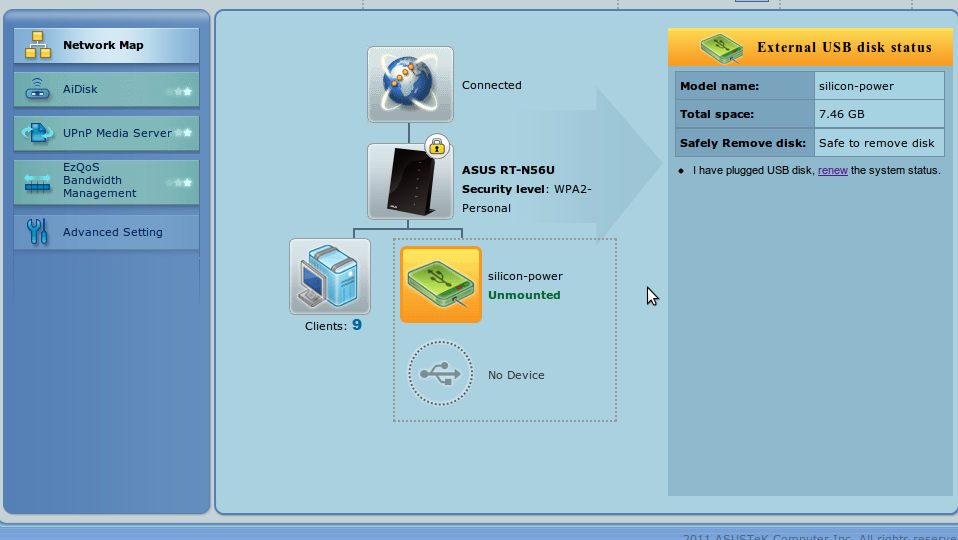 Network Map
AiDisk
UPnP Media Server
EzQoS
Bandwidth
Management
Advanced Setting
Connected
ASUS RT-N56U
Security level: WPA2-
Personal
Clients: 9
silicon-power
Unmounted
No Device
External USB disk status
Model name: silicon-power
Total space: 7.46 GB
Safely Remove disk: Safe to remove disk
• I have plugged USB disk, renew the system status.
2011 ASUSTeK Computer Inc. All rights reserve